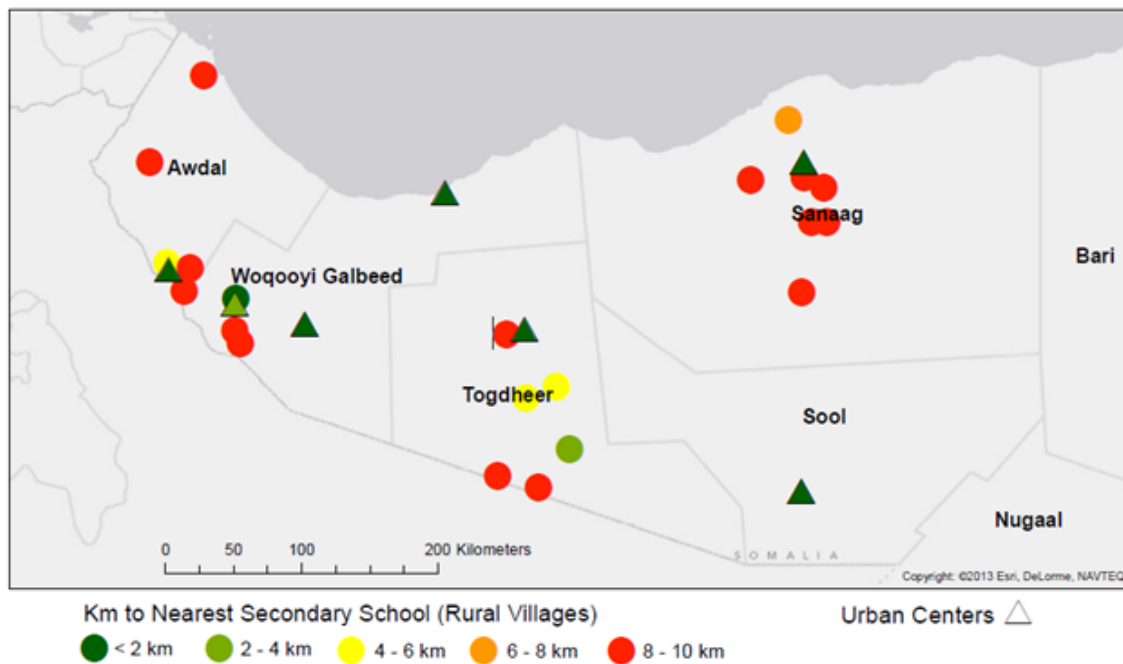 Awdal
Sanaag
Bari
Woqooyi Galbeed
Togdheer
Sool
Nugaal
0 50 100 200 Kilometers
SOMALIA
Copyright: ©2013 Esri, DeLorme, NAVTEQ
Km to Nearest Secondary School (Rural Villages)
Urban Centers
< 2 km 2 - 4 km 4 - 6 km 6 - 8 km 8 - 10 km